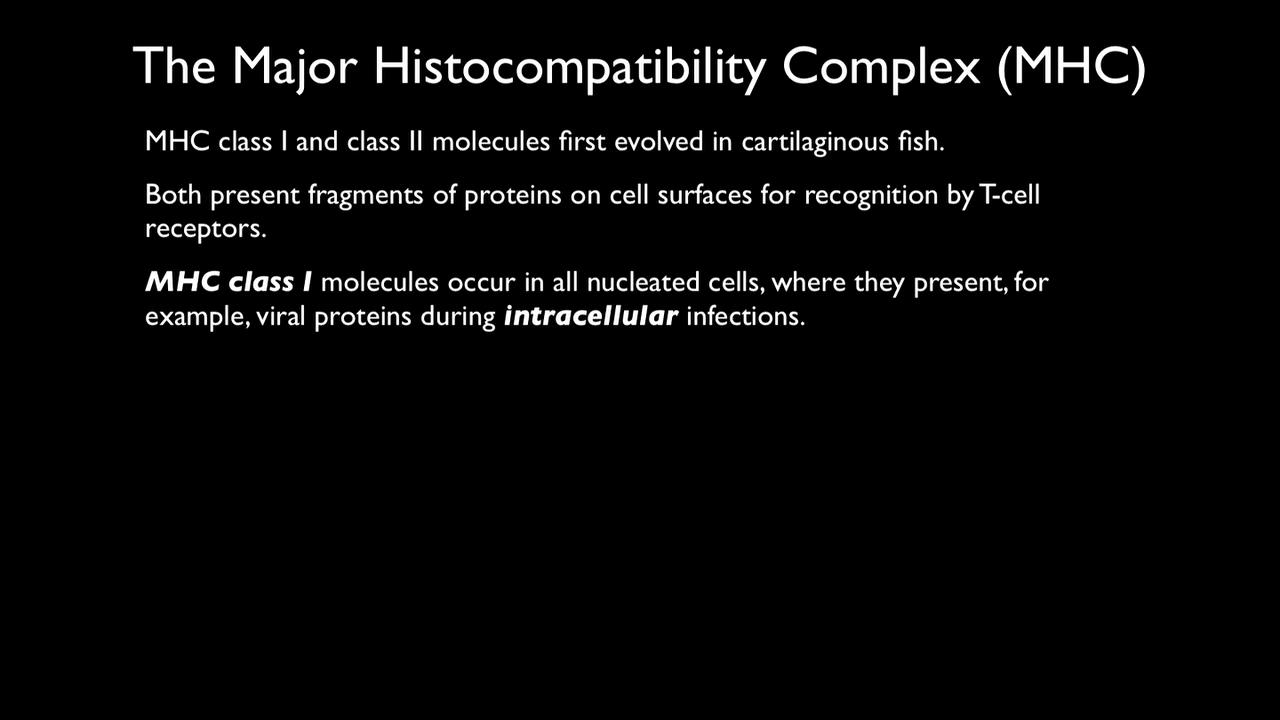 The Major Histocompatibility Complex (MHC)
MHC class I and class II molecules first evolved in cartilaginous fish.
Both present fragments of proteins on cell surfaces for recognition by T-cell
receptors.
MHC class I molecules occur in all nucleated cells, where they present, for
example, viral proteins during intracellular infections.